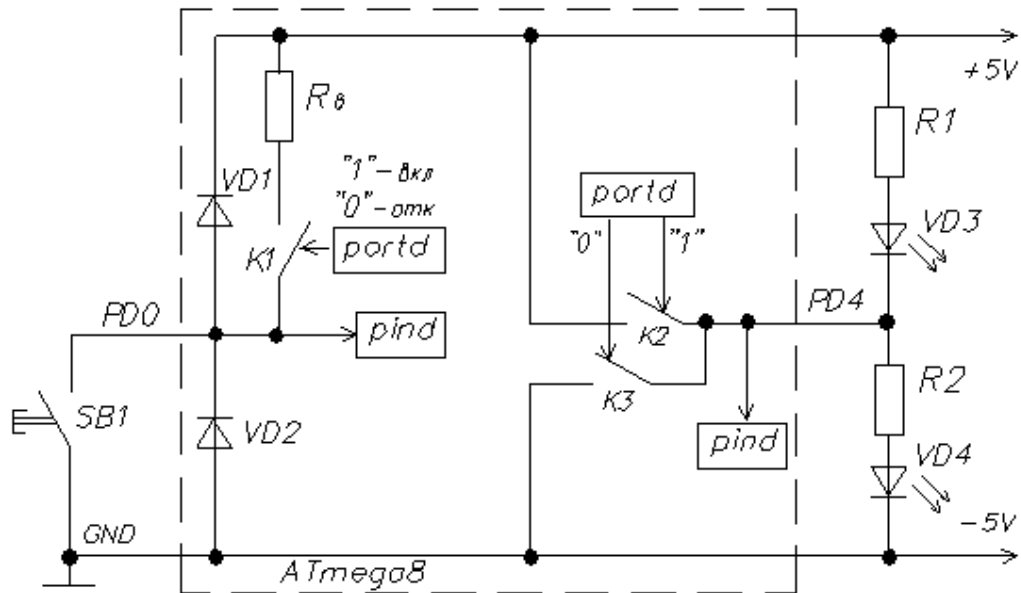 +5V
Rв
R1
"1"-вкл
"0"-отк
VD1
portd
VD3
K1
portd
"0"
"1"
PD0
PD4
pind
K2
K3
R2
SB1
VD2
pind
VD4
GND
-5V
ATmega8